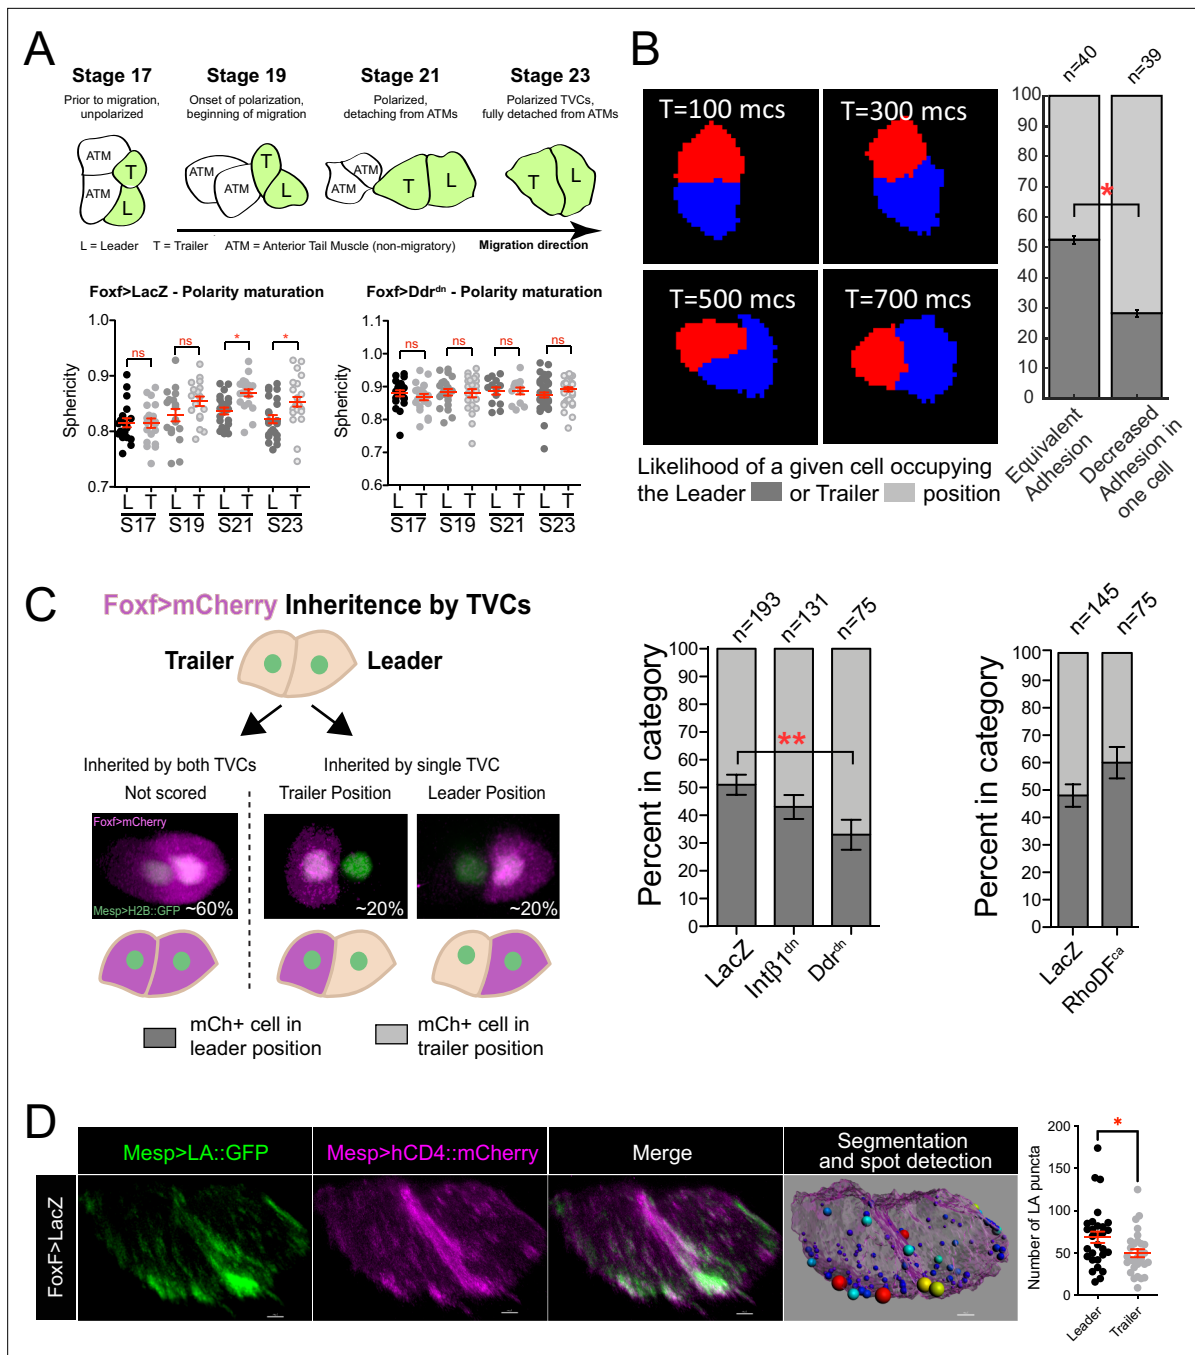 A
Stage 17
Stage 19
Stage 21
Stage 23
Prior to migration,
unpolarized
Onset of polarization,
beginning of migration
Polarized,
detaching from ATMs
Polarized TVCs,
fully detached from ATMs
ATM
ATM
T
L
ATM
ATM
T
L
ATM
ATM
T
L
T
L
L = Leader
T = Trailer
ATM = Anterior Tail Muscle (non-migratory)
Migration direction
Foxf>LacZ - Polarity maturation
Sphericity
1.0
0.9
0.8
0.7
ns
ns
*
*
L T L T L T L T
S17 S19 S21 S23
Foxf>Ddrᵈⁿ - Polarity maturation
Sphericity
1.1
1.0
0.9
0.8
0.7
0.6
ns
ns
ns
ns
L T L T L T L T
S17 S19 S21 S23
B
T=100 mcs
T=300 mcs
T=500 mcs
T=700 mcs
Likelihood of a given cell occupying
the Leader or Trailer position
n=40
n=39
100
90
80
70
60
50
40
30
20
10
0
*
Equivalent
Adhesion
Decreased
Adhesion in
one cell
C
Foxf>mCherry Inheritence by TVCs
Trailer
Leader
Inherited by both TVCs
Inherited by single TVC
Not scored
Trailer Position
Leader Position
Foxf>mCherry
Mesp>H2B::GFP
~60%
~20%
~20%
mCh+ cell in
leader position
mCh+ cell in
trailer position
n=193
n=131
n=75
Percent in category
100
90
80
70
60
50
40
30
20
10
0
**
LacZ
Intβ1ᵈⁿ
Ddrᵈⁿ
n=145
n=75
Percent in category
100
90
80
70
60
50
40
30
20
10
0
LacZ
RhoDFᶜᵃ
D
FoxF>LacZ
Mesp>LA::GFP
Mesp>hCD4::mCherry
Merge
Segmentation
and spot detection
Number of LA puncta
200
150
100
50
0
*
Leader
Trailer